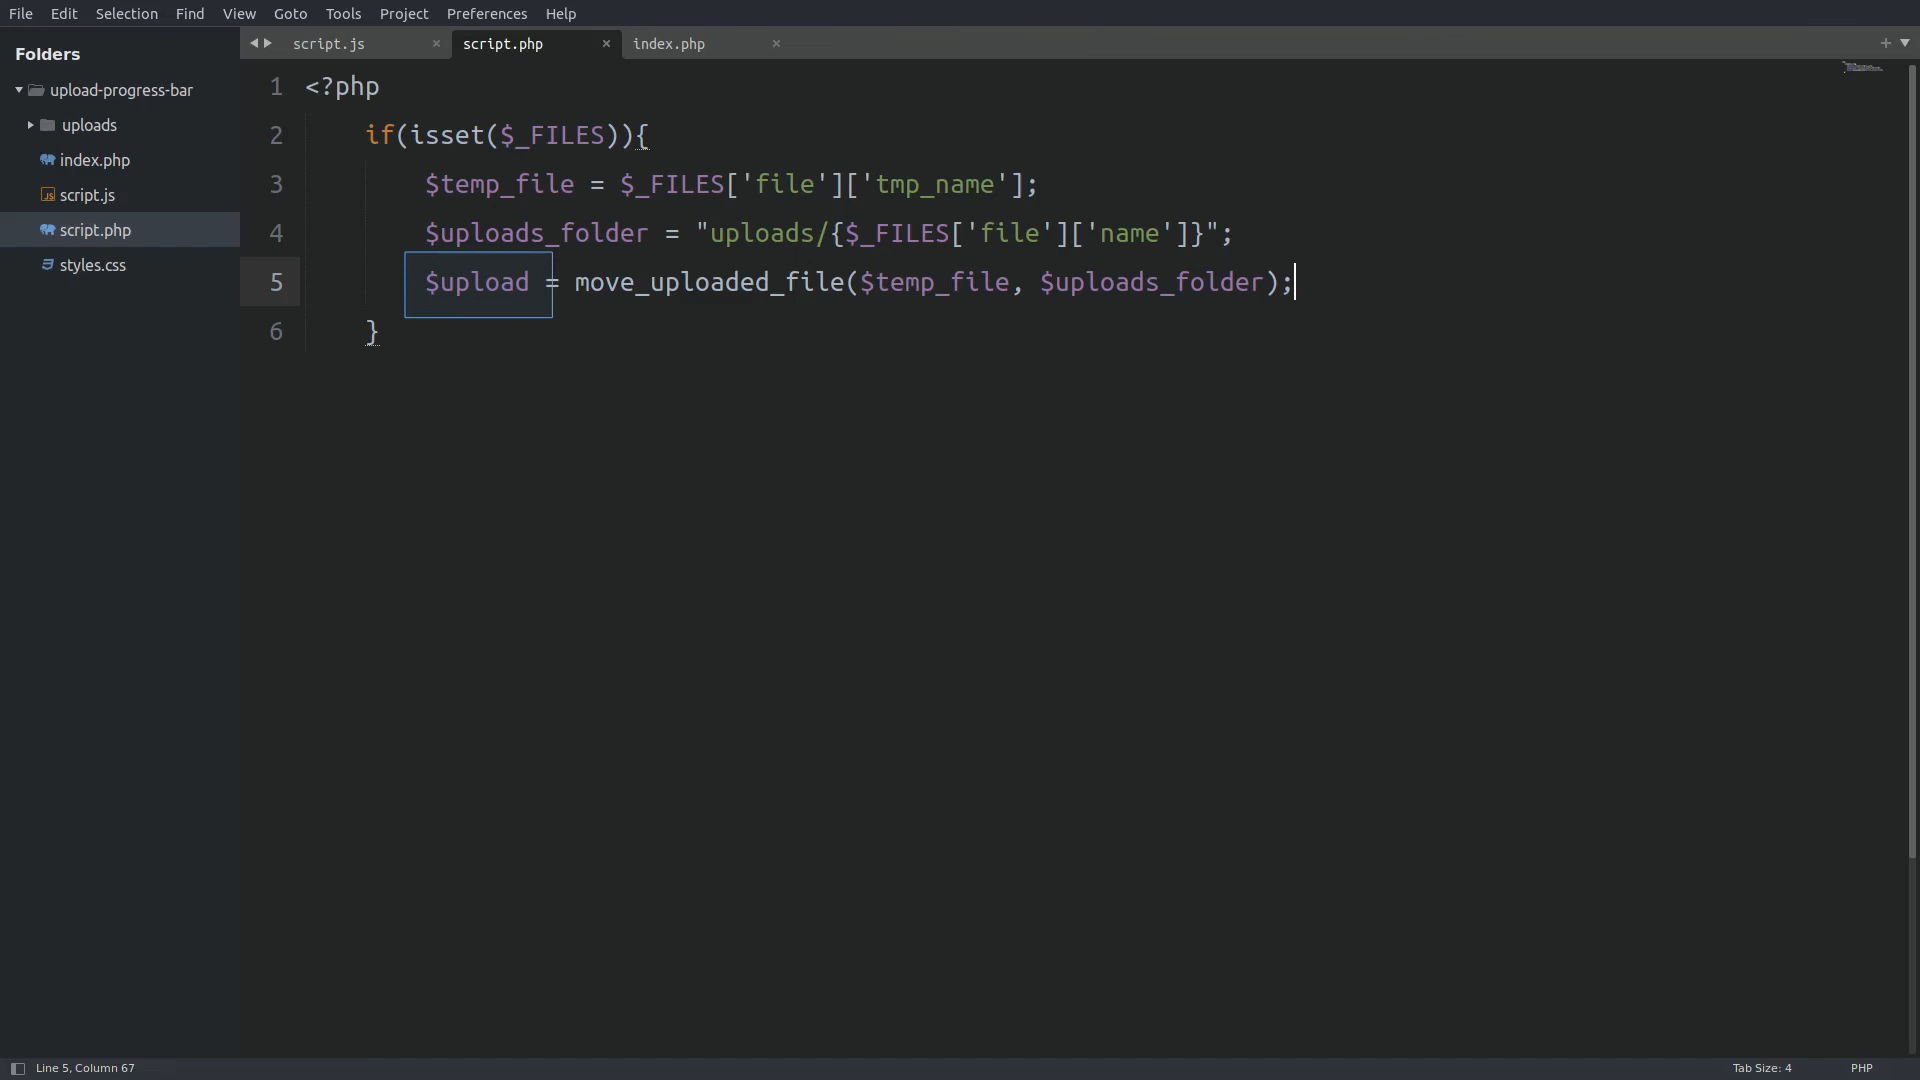 File Edit Selection Find View Goto Tools Project Preferences Help
Folders
upload-progress-bar
uploads
index.php
script.js
script.php
styles.css
script.js × script.php × index.php ×
1 <?php
2 if(isset($_FILES)){
3 $temp_file = $_FILES['file']['tmp_name'];
4 $uploads_folder = "uploads/{$_FILES['file']['name']}";
5 $upload = move_uploaded_file($temp_file, $uploads_folder);
6 }
Line 5, Column 67
Tab Size: 4
PHP